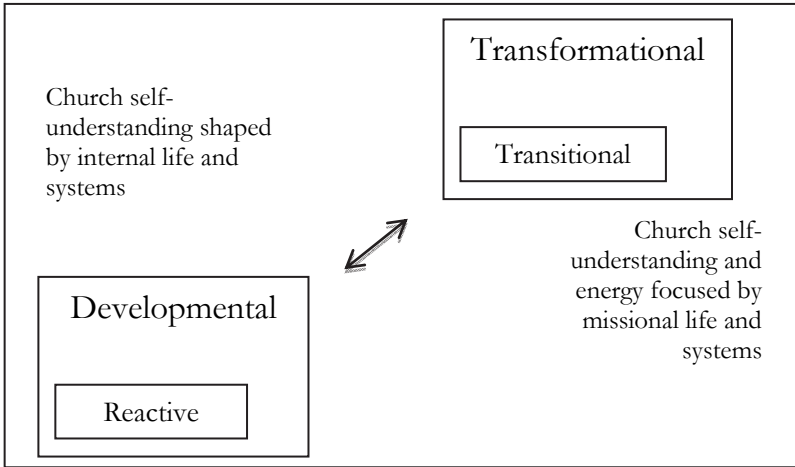 Transformational
Transitional
Church self-
understanding shaped
by internal life and
systems
Church self-
understanding and
energy focused by
missional life and
systems
Developmental
Reactive